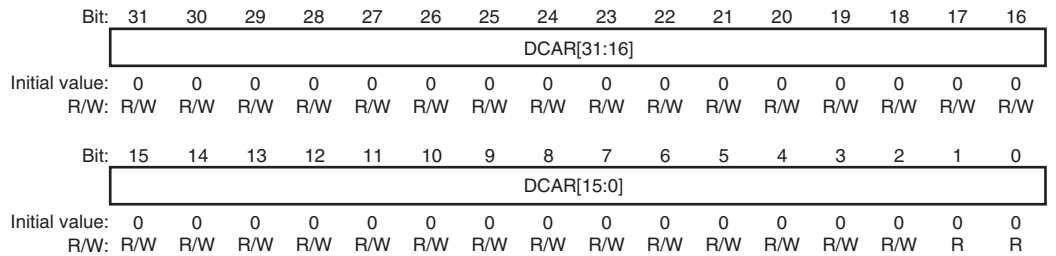 Bit: 31 30 29 28 27 26 25 24 23 22 21 20 19 18 17 16
DCAR[31:16]
Initial value: 0 0 0 0 0 0 0 0 0 0 0 0 0 0 0 0
R/W: R/W R/W R/W R/W R/W R/W R/W R/W R/W R/W R/W R/W R/W R/W R/W R/W
Bit: 15 14 13 12 11 10 9 8 7 6 5 4 3 2 1 0
DCAR[15:0]
Initial value: 0 0 0 0 0 0 0 0 0 0 0 0 0 0 0 0
R/W: R/W R/W R/W R/W R/W R/W R/W R/W R/W R/W R/W R/W R/W R/W R R